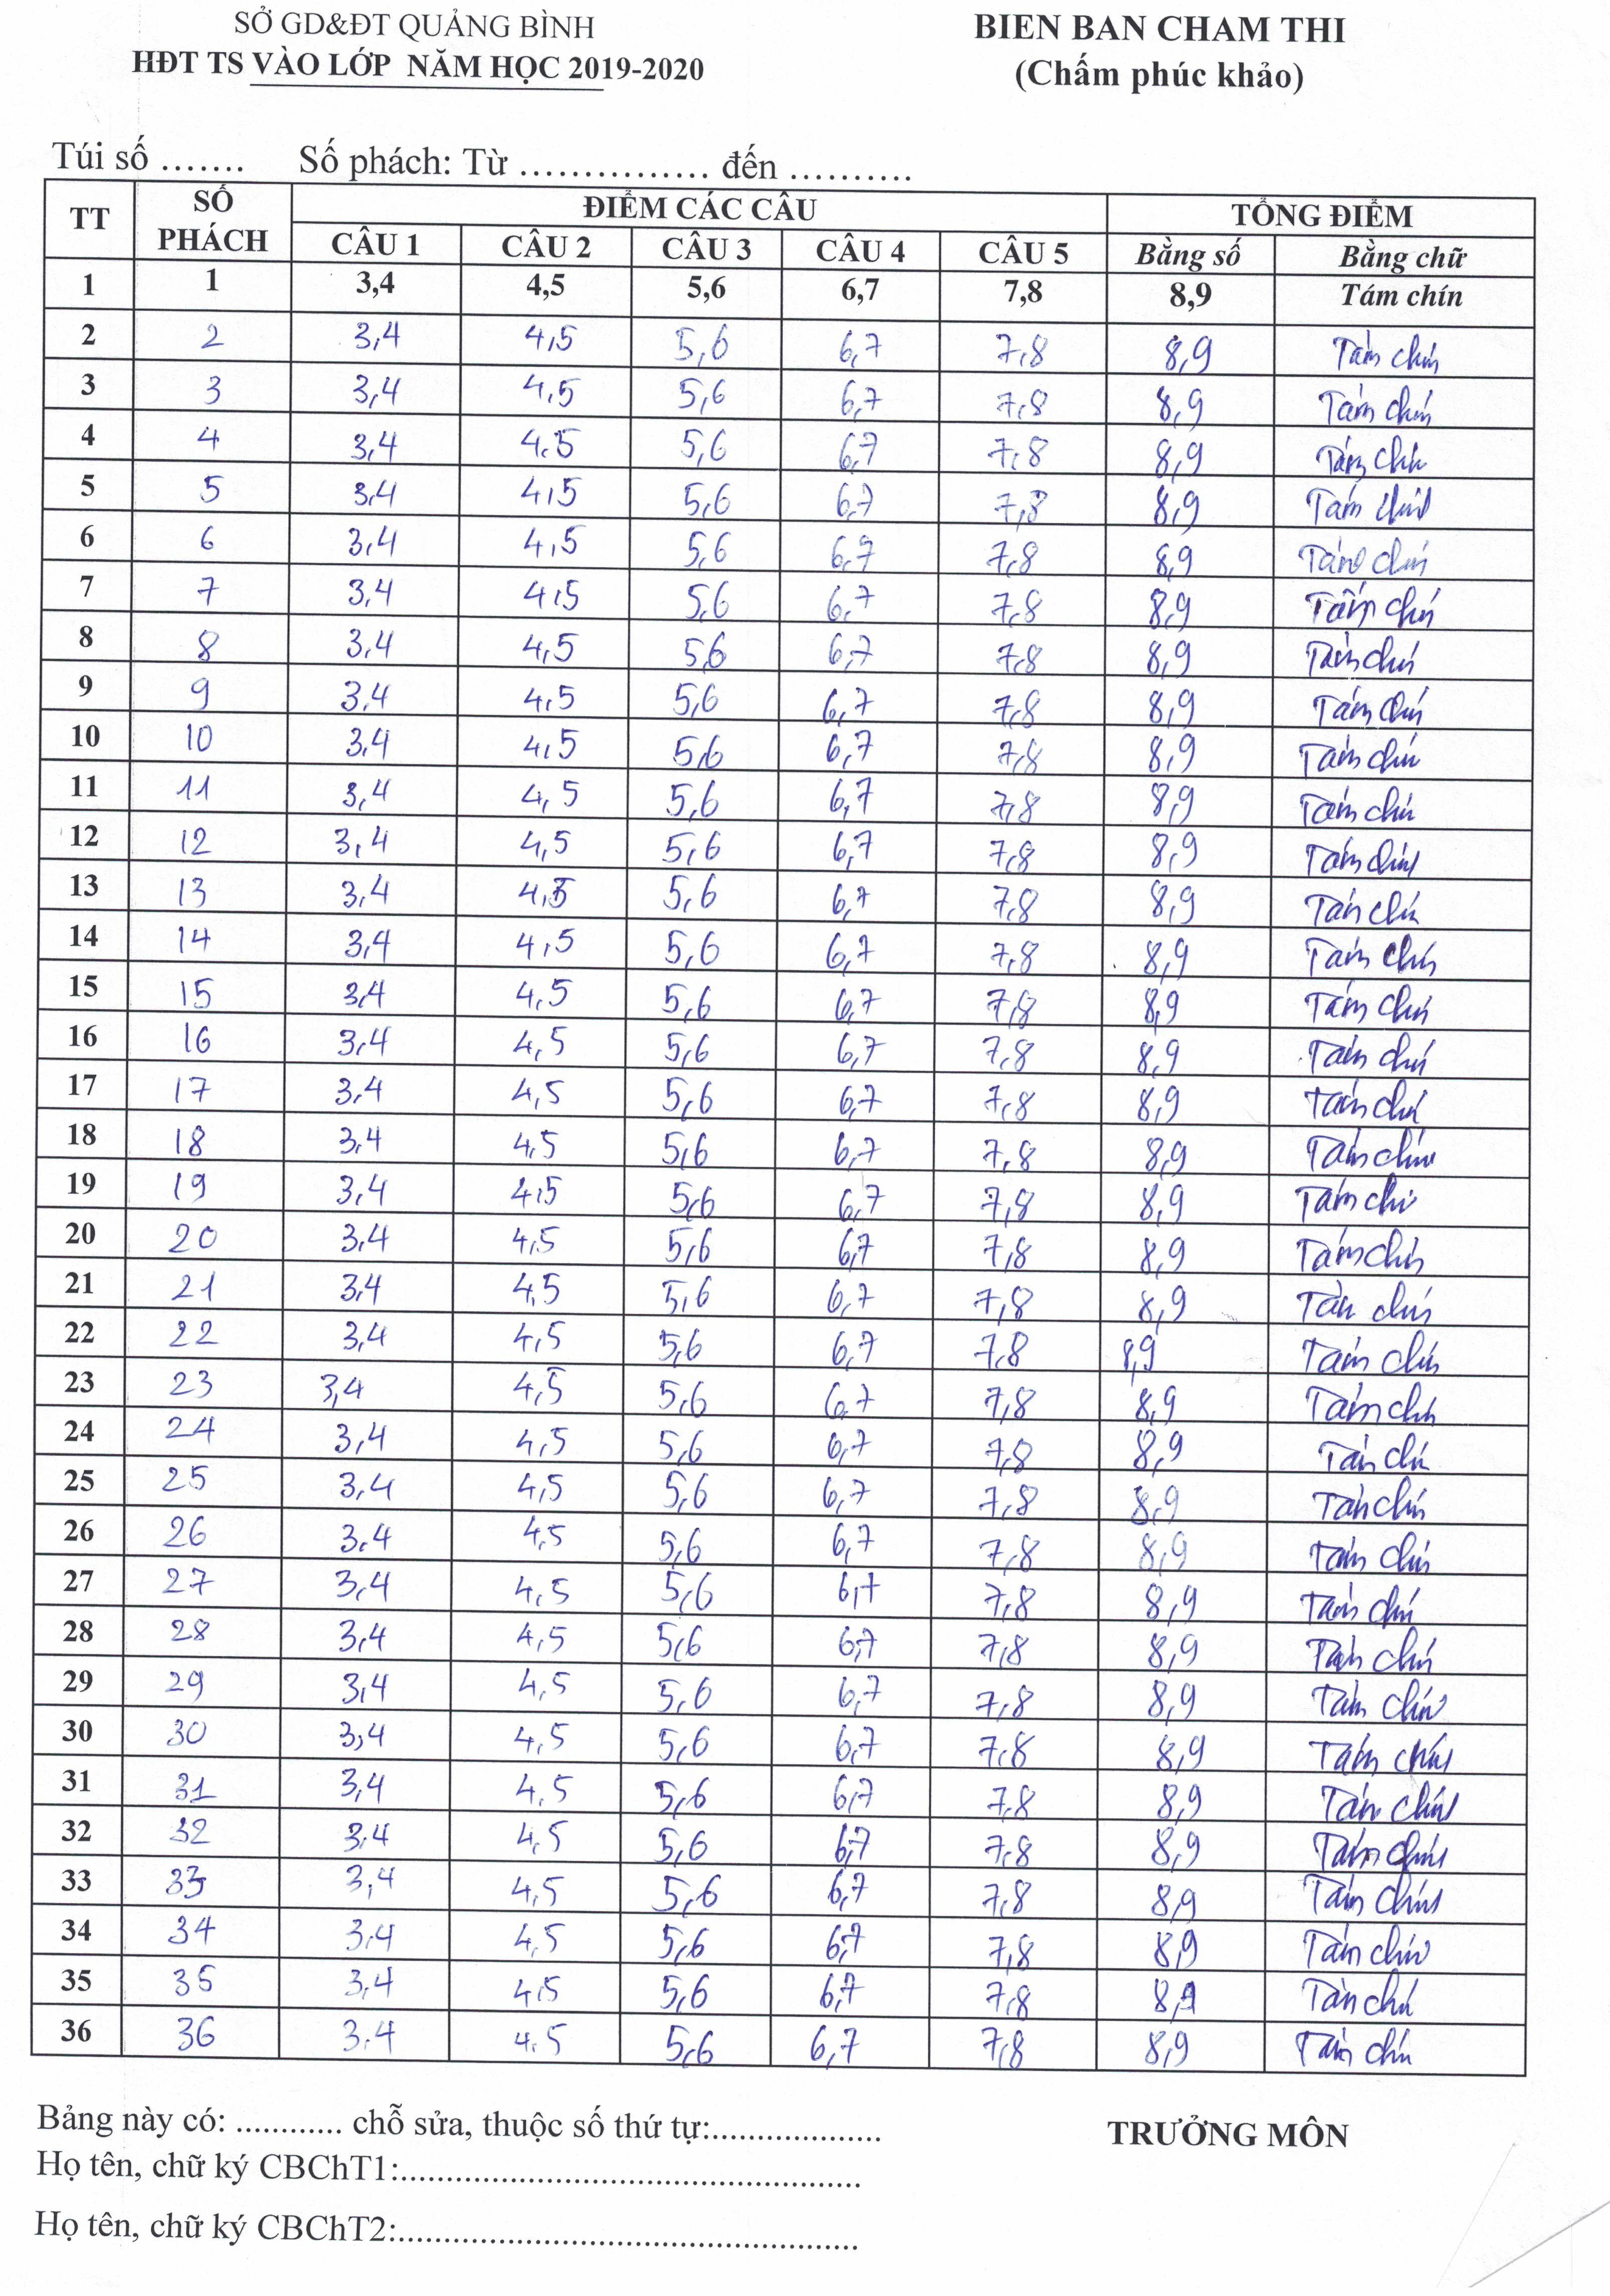 SỞ GD&ĐT QUẢNG BÌNH
HĐT TS VÀO LỚP NĂM HỌC 2019-2020
BIEN BAN CHAM THI
(Chấm phúc khảo)
Túi số ....... Số phách: Từ ............... đến ..........
TT SỐ PHÁCH ĐIỂM CÁC CÂU TỔNG ĐIỂM
CÂU 1 CÂU 2 CÂU 3 CÂU 4 CÂU 5 Bằng số Bằng chữ
1 1 3,4 4,5 5,6 6,7 7,8 8,9 Tám chín
2 2 3,4 4,5 5,6 6,7 7,8 8,9 Tám chín
3 3 3,4 4,5 5,6 6,7 7,8 8,9 Tám chín
4 4 3,4 4,5 5,6 6,7 7,8 8,9 Tám chín
5 5 3,4 4,5 5,6 6,7 7,8 8,9 Tám chín
6 6 3,4 4,5 5,6 6,7 7,8 8,9 Tám chín
7 7 3,4 4,5 5,6 6,7 7,8 8,9 Tám chín
8 8 3,4 4,5 5,6 6,7 7,8 8,9 Tám chín
9 9 3,4 4,5 5,6 6,7 7,8 8,9 Tám chín
10 10 3,4 4,5 5,6 6,7 7,8 8,9 Tám chín
11 11 3,4 4,5 5,6 6,7 7,8 8,9 Tám chín
12 12 3,4 4,5 5,6 6,7 7,8 8,9 Tám chín
13 13 3,4 4,5 5,6 6,7 7,8 8,9 Tám chín
14 14 3,4 4,5 5,6 6,7 7,8 8,9 Tám chín
15 15 3,4 4,5 5,6 6,7 7,8 8,9 Tám chín
16 16 3,4 4,5 5,6 6,7 7,8 8,9 Tám chín
17 17 3,4 4,5 5,6 6,7 7,8 8,9 Tám chín
18 18 3,4 4,5 5,6 6,7 7,8 8,9 Tám chín
19 19 3,4 4,5 5,6 6,7 7,8 8,9 Tám chín
20 20 3,4 4,5 5,6 6,7 7,8 8,9 Tám chín
21 21 3,4 4,5 5,6 6,7 7,8 8,9 Tám chín
22 22 3,4 4,5 5,6 6,7 7,8 8,9 Tám chín
23 23 3,4 4,5 5,6 6,7 7,8 8,9 Tám chín
24 24 3,4 4,5 5,6 6,7 7,8 8,9 Tám chín
25 25 3,4 4,5 5,6 6,7 7,8 8,9 Tám chín
26 26 3,4 4,5 5,6 6,7 7,8 8,9 Tám chín
27 27 3,4 4,5 5,6 6,7 7,8 8,9 Tám chín
28 28 3,4 4,5 5,6 6,7 7,8 8,9 Tám chín
29 29 3,4 4,5 5,6 6,7 7,8 8,9 Tám chín
30 30 3,4 4,5 5,6 6,7 7,8 8,9 Tám chín
31 31 3,4 4,5 5,6 6,7 7,8 8,9 Tám chín
32 32 3,4 4,5 5,6 6,7 7,8 8,9 Tám chín
33 33 3,4 4,5 5,6 6,7 7,8 8,9 Tám chín
34 34 3,4 4,5 5,6 6,7 7,8 8,9 Tám chín
35 35 3,4 4,5 5,6 6,7 7,8 8,9 Tám chín
36 36 3,4 4,5 5,6 6,7 7,8 8,9 Tám chín
Bảng này có: ............ chỗ sửa, thuộc số thứ tự:...................
TRƯỞNG MÔN
Họ tên, chữ ký CBChT1:...................................................
Họ tên, chữ ký CBChT2:...................................................